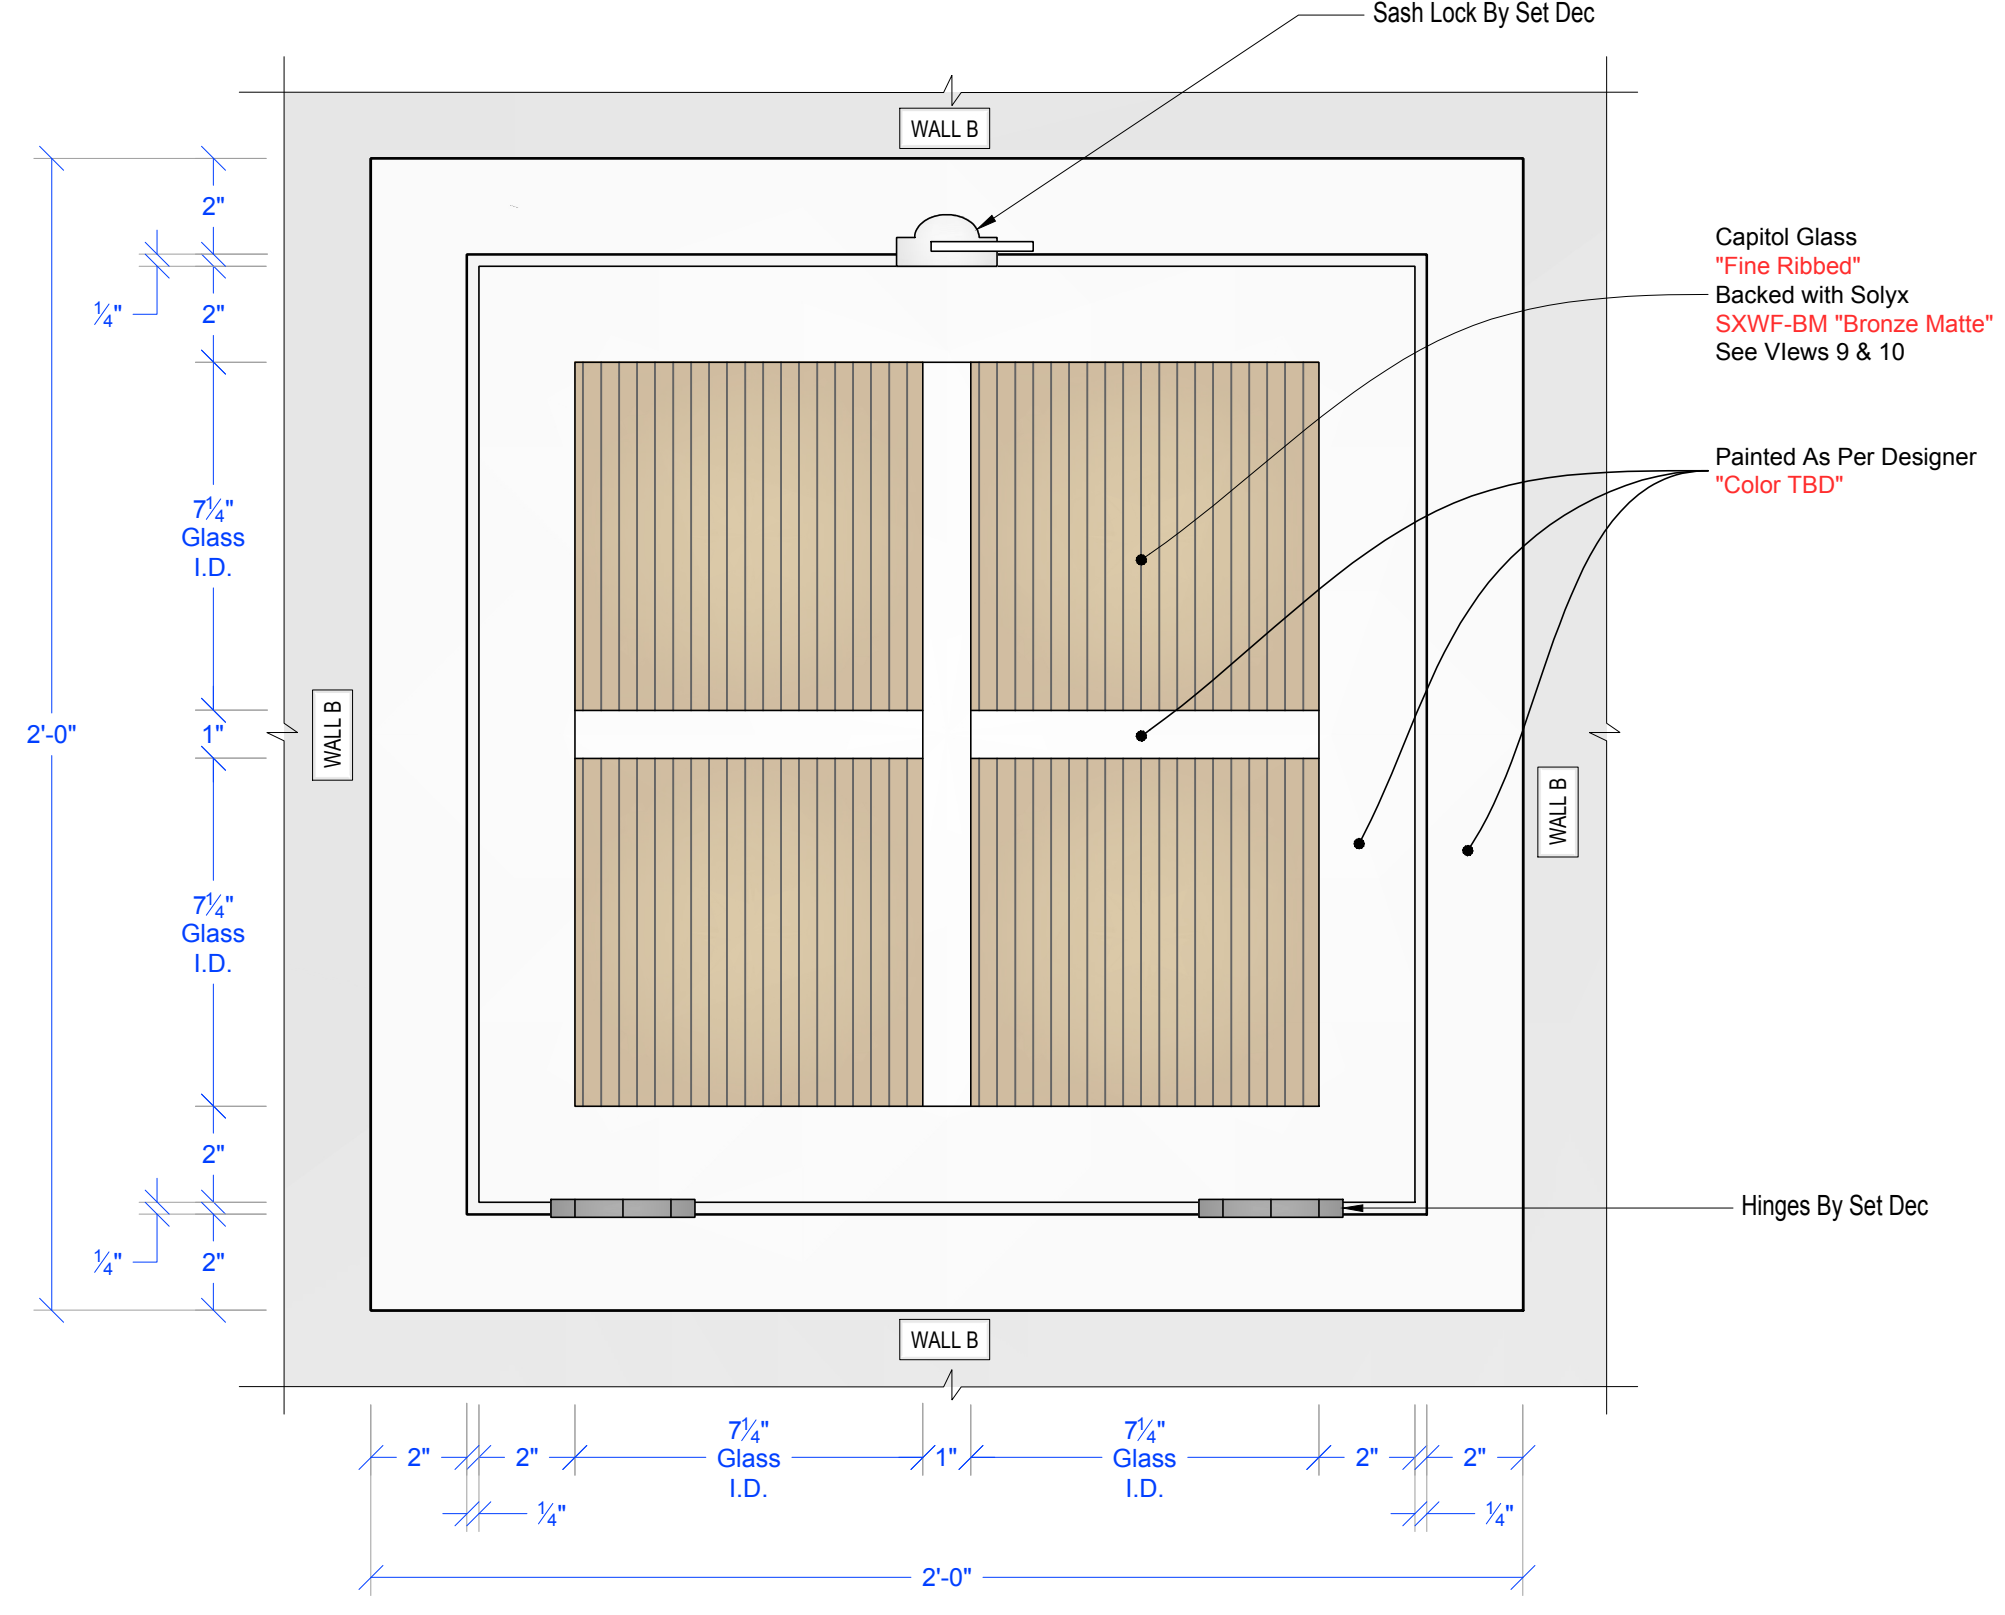 Sash Lock By Set Dec
WALL B
2"
¼"
2"
Capitol Glass
"Fine Ribbed"
Backed with Solyx
SXWF-BM "Bronze Matte"
See VIews 9 & 10
Painted As Per Designer
"Color TBD"
7¼"
Glass
I.D.
2'-0"
1"
WALL B
WALL B
7¼"
Glass
I.D.
2"
¼"
2"
Hinges By Set Dec
WALL B
2"
2"
7¼"
Glass
I.D.
1"
7¼"
Glass
I.D.
2"
2"
¼"
¼"
2'-0"